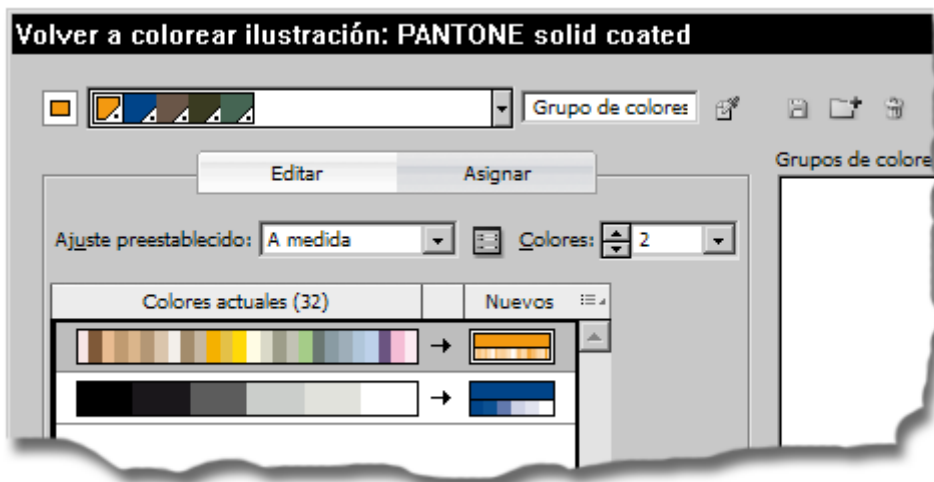 Volver a colorear ilustración: PANTONE solid coated
Grupo de colores
Editar Asignar
Grupos de colore
Ajuste preestablecido: A medida Colores: 2
Colores actuales (32) Nuevos